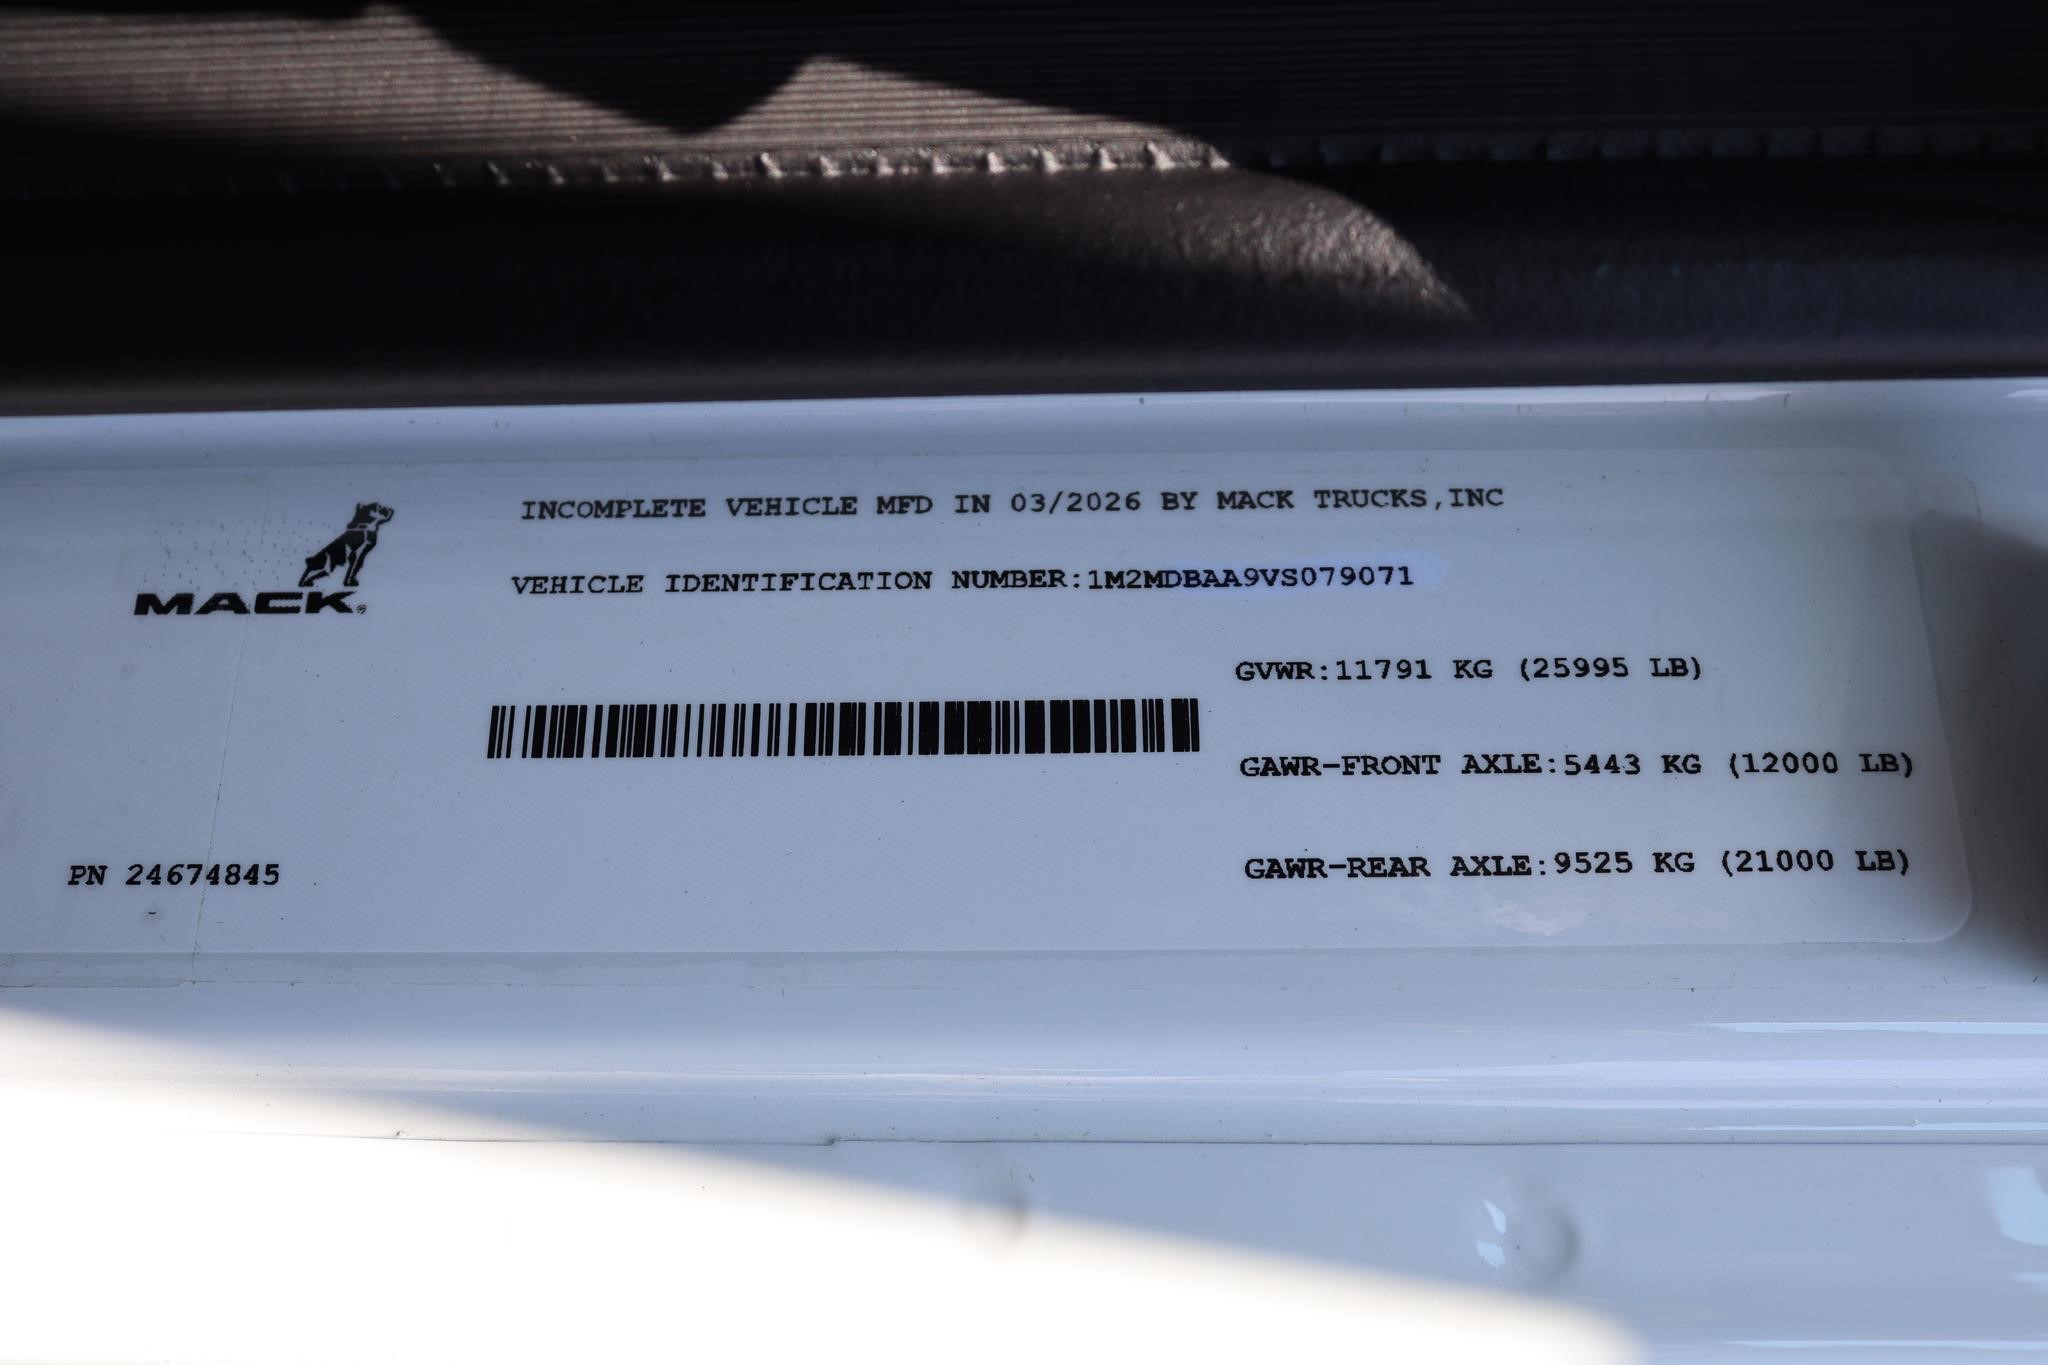 INCOMPLETE VEHICLE MFD IN 03/2026 BY MACK TRUCKS,INC
MACK®
VEHICLE IDENTIFICATION NUMBER:1M2MDBAA9VS079071
GVWR:11791 KG (25995 LB)
GAWR-FRONT AXLE:5443 KG (12000 LB)
GAWR-REAR AXLE:9525 KG (21000 LB)
PN 24674845